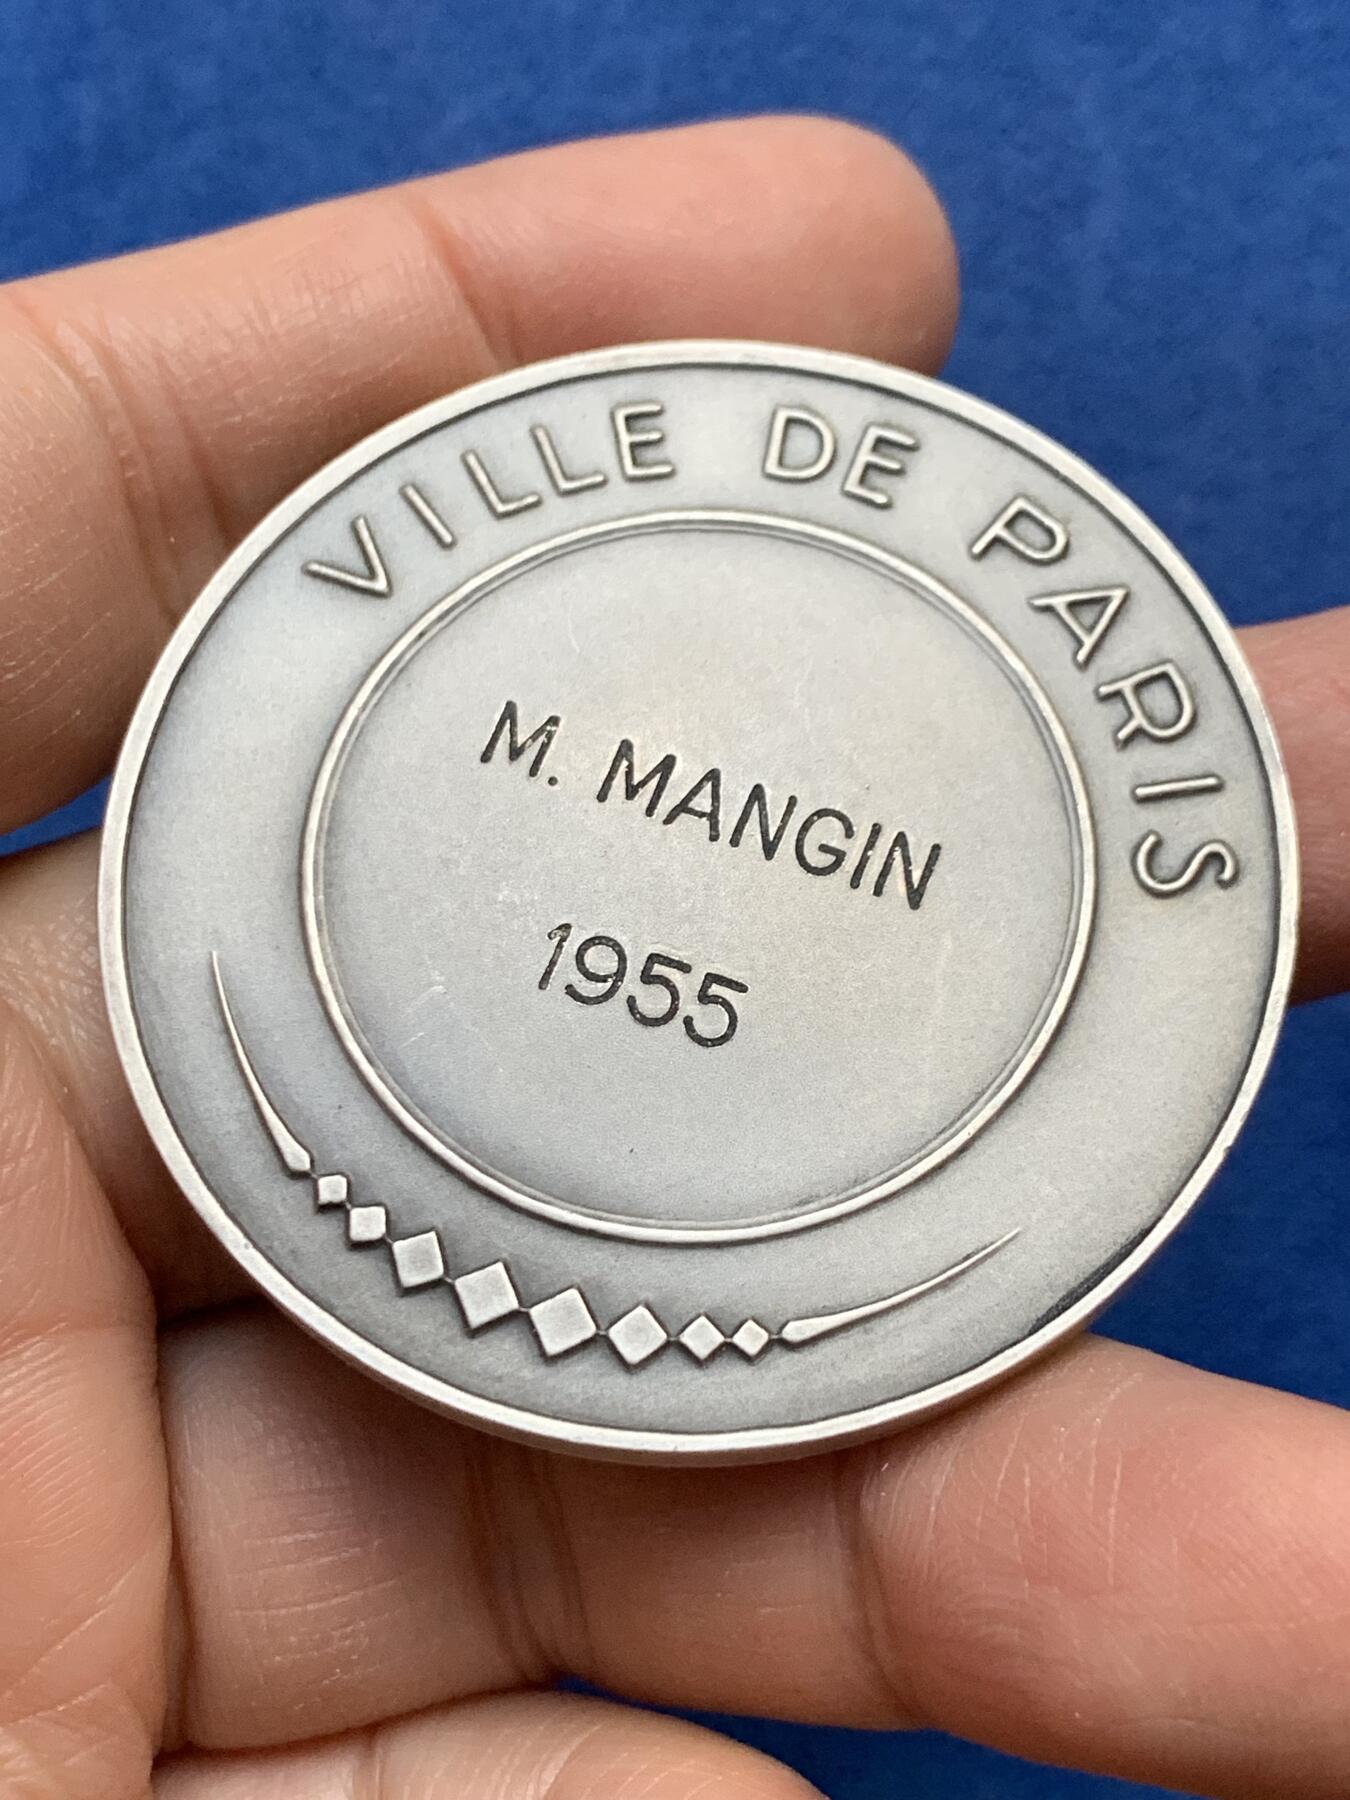 VILLE DE PARIS
M. MANGIN
1955